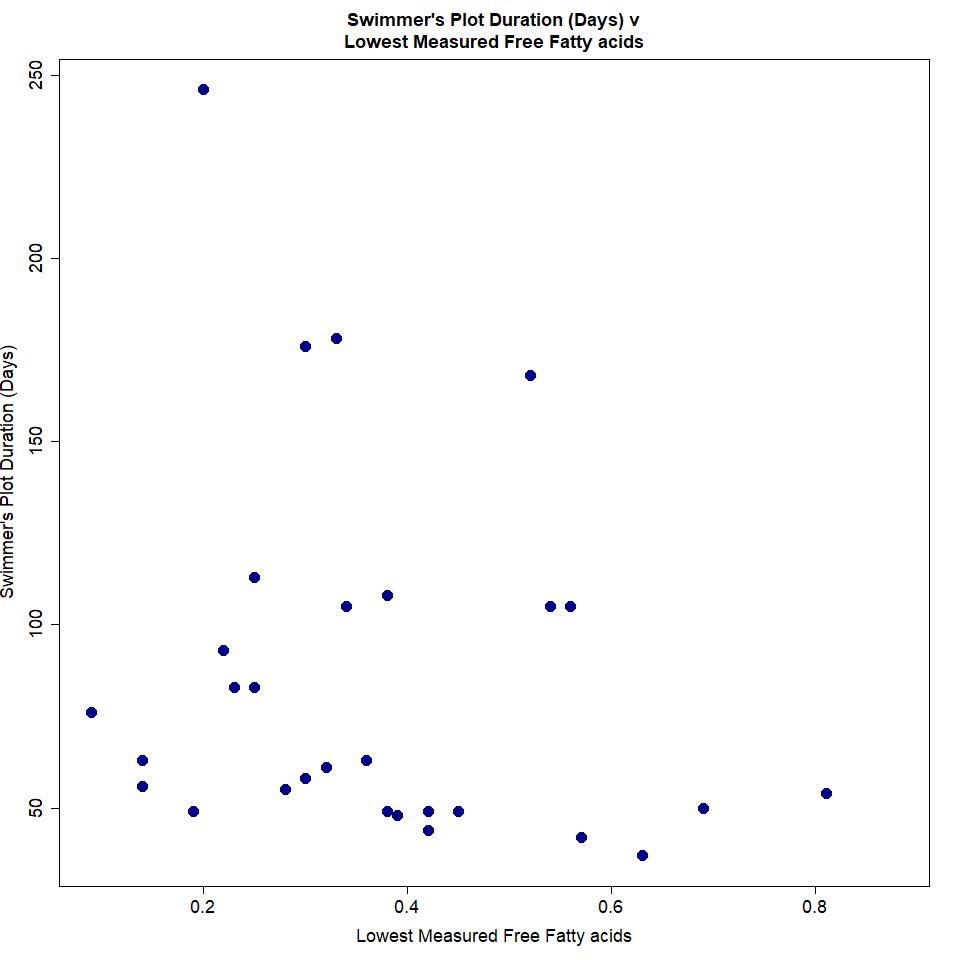 Swimmer's Plot Duration (Days) v
Lowest Measured Free Fatty acids
Swimmer's Plot Duration (Days)
250
200
150
100
50
0.2 0.4 0.6 0.8
Lowest Measured Free Fatty acids